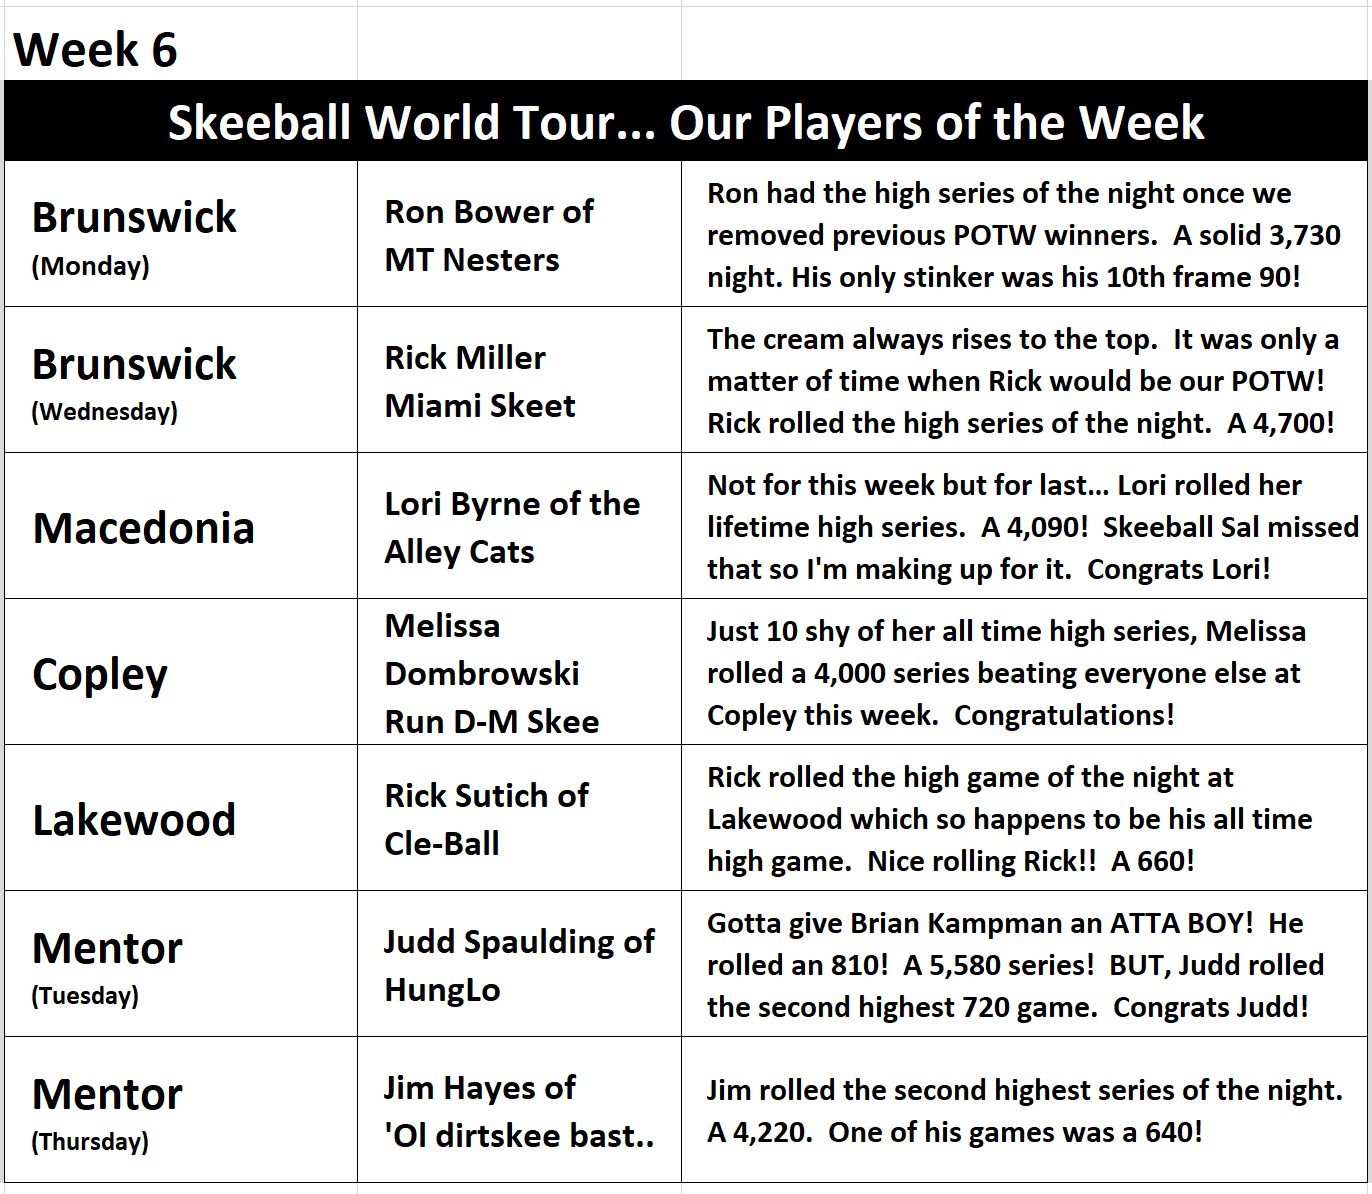 Week 6
Skeeball World Tour... Our Players of the Week
Brunswick
(Monday)
Ron Bower of
MT Nesters
Ron had the high series of the night once we
removed previous POTW winners.  A solid 3,730
night. His only stinker was his 10th frame 90!
Brunswick
(Wednesday)
Rick Miller
Miami Skeet
The cream always rises to the top.  It was only a
matter of time when Rick would be our POTW!
Rick rolled the high series of the night.  A 4,700!
Macedonia
Lori Byrne of the
Alley Cats
Not for this week but for last... Lori rolled her
lifetime high series.  A 4,090!  Skeeball Sal missed
that so I'm making up for it.  Congrats Lori!
Copley
Melissa
Dombrowski
Run D-M Skee
Just 10 shy of her all time high series, Melissa
rolled a 4,000 series beating everyone else at
Copley this week.  Congratulations!
Lakewood
Rick Sutich of
Cle-Ball
Rick rolled the high game of the night at
Lakewood which so happens to be his all time
high game.  Nice rolling Rick!!  A 660!
Mentor
(Tuesday)
Judd Spaulding of
HungLo
Gotta give Brian Kampman an ATTA BOY!  He
rolled an 810!  A 5,580 series!  BUT, Judd rolled
the second highest 720 game.  Congrats Judd!
Mentor
(Thursday)
Jim Hayes of
'Ol dirtskee bast..
Jim rolled the second highest series of the night.
A 4,220.  One of his games was a 640!